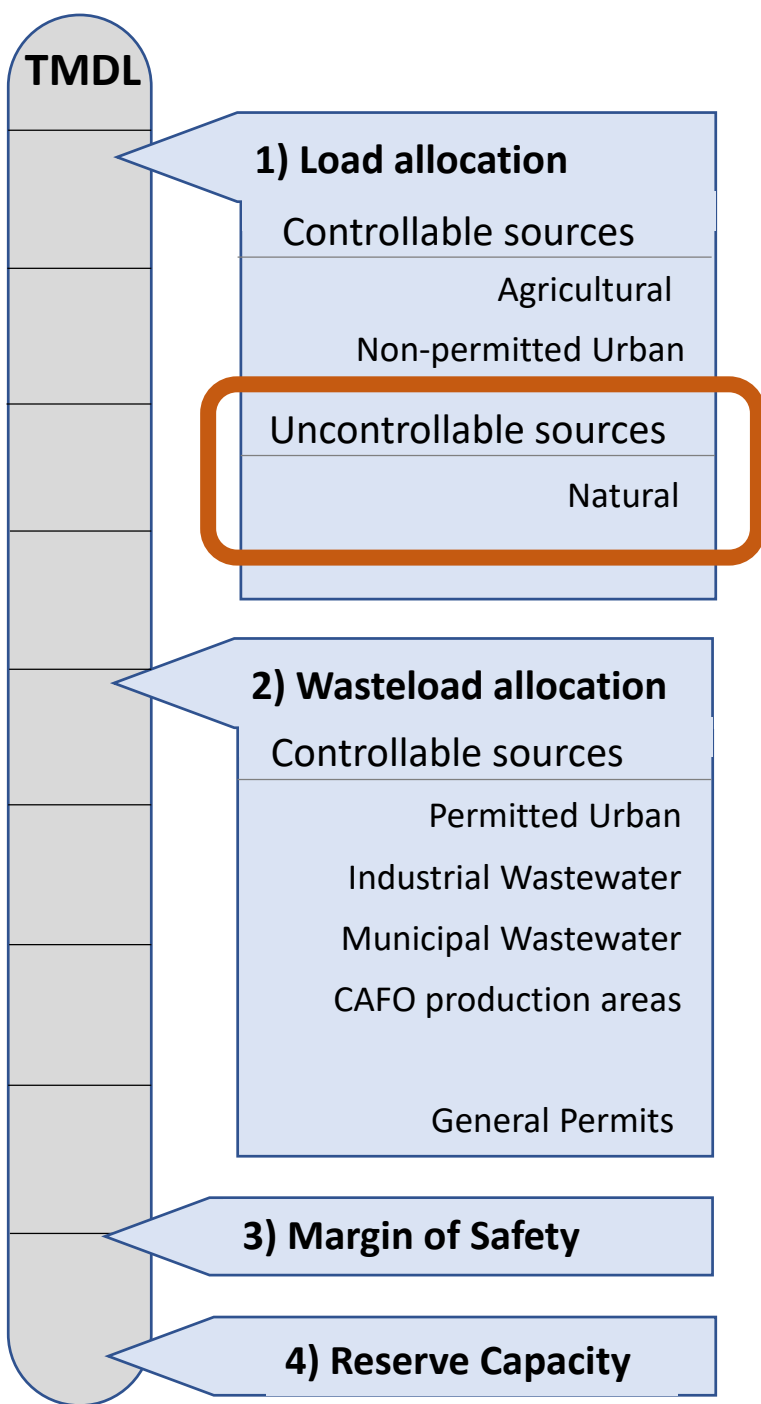 TMDL
1) Load allocation
Controllable sources
Agricultural
Non-permitted Urban
Uncontrollable sources
Natural
2) Wasteload allocation
Controllable sources
Permitted Urban
Industrial Wastewater
Municipal Wastewater
CAFO production areas
General Permits
3) Margin of Safety
4) Reserve Capacity